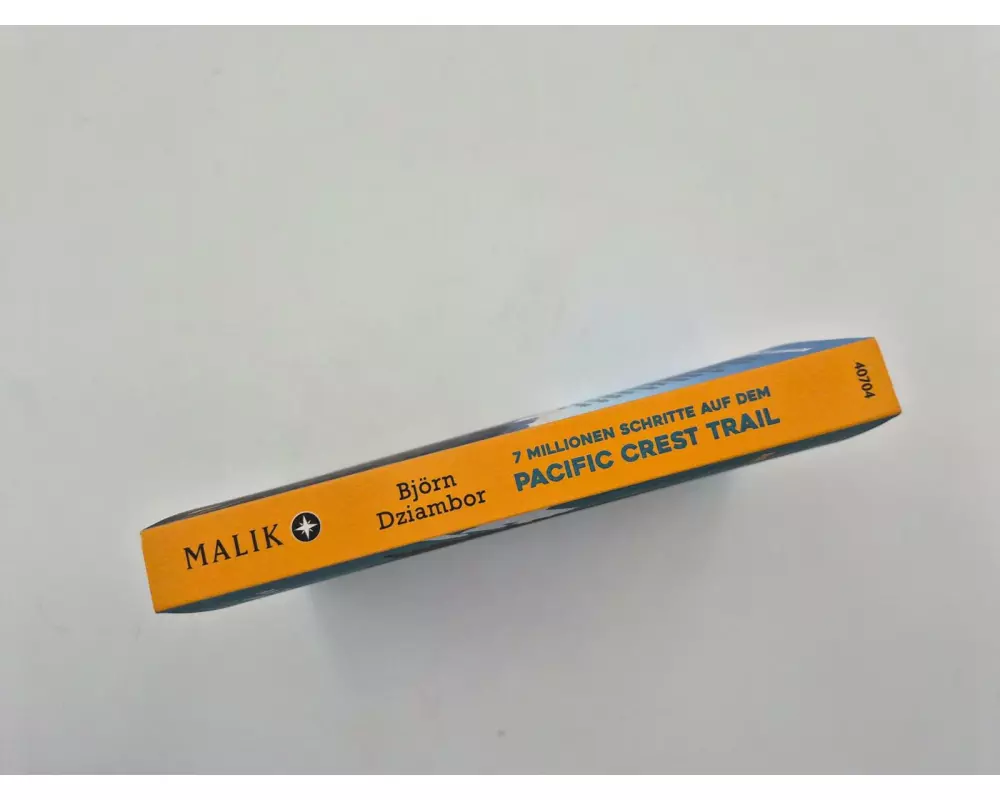 MALIK
Björn
Dziambor
7 MILLIONEN SCHRITTE AUF DEM
PACIFIC CREST TRAIL
40704